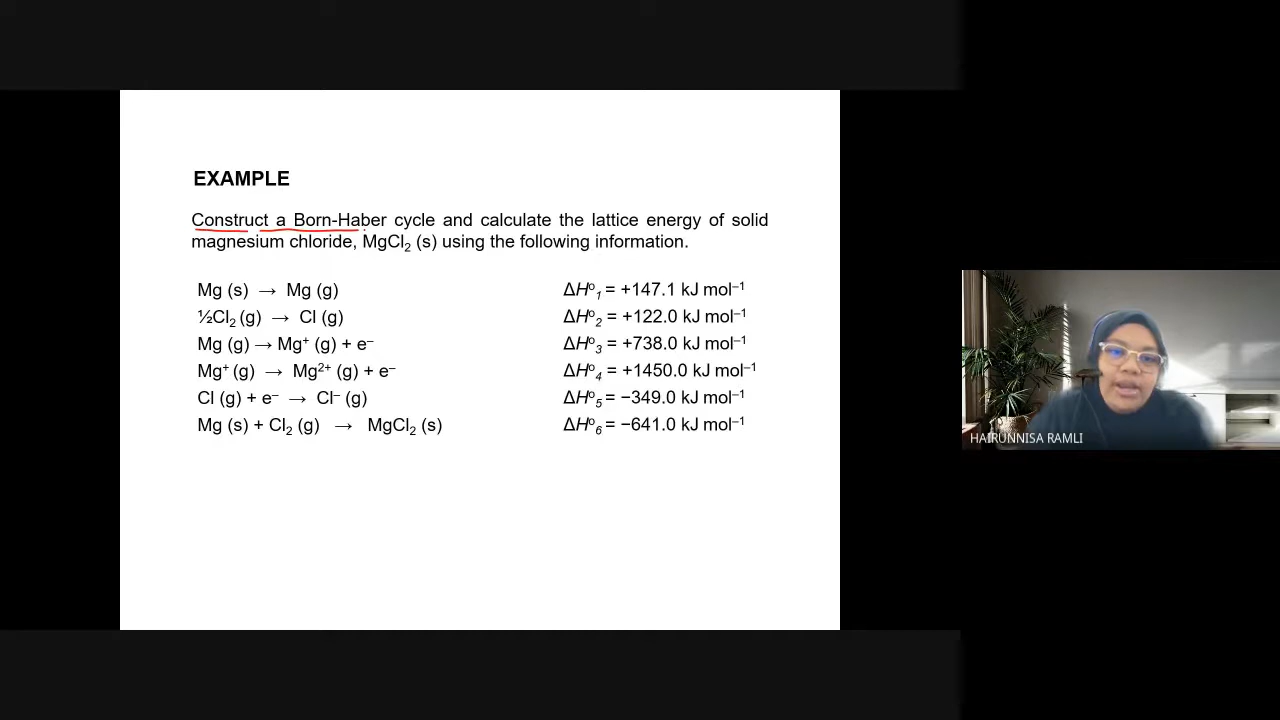 EXAMPLE
Construct a Born-Haber cycle and calculate the lattice energy of solid
magnesium chloride, MgCl₂ (s) using the following information.
Mg (s) → Mg (g) ΔH°₁ = +147.1 kJ mol⁻¹
½Cl₂ (g) → Cl (g) ΔH°₂ = +122.0 kJ mol⁻¹
Mg (g) → Mg⁺ (g) + e⁻ ΔH°₃ = +738.0 kJ mol⁻¹
Mg⁺ (g) → Mg²⁺ (g) + e⁻ ΔH°₄ = +1450.0 kJ mol⁻¹
Cl (g) + e⁻ → Cl⁻ (g) ΔH°₅ = −349.0 kJ mol⁻¹
Mg (s) + Cl₂ (g) → MgCl₂ (s) ΔH°₆ = −641.0 kJ mol⁻¹
HAIRUNNISA RAMLI